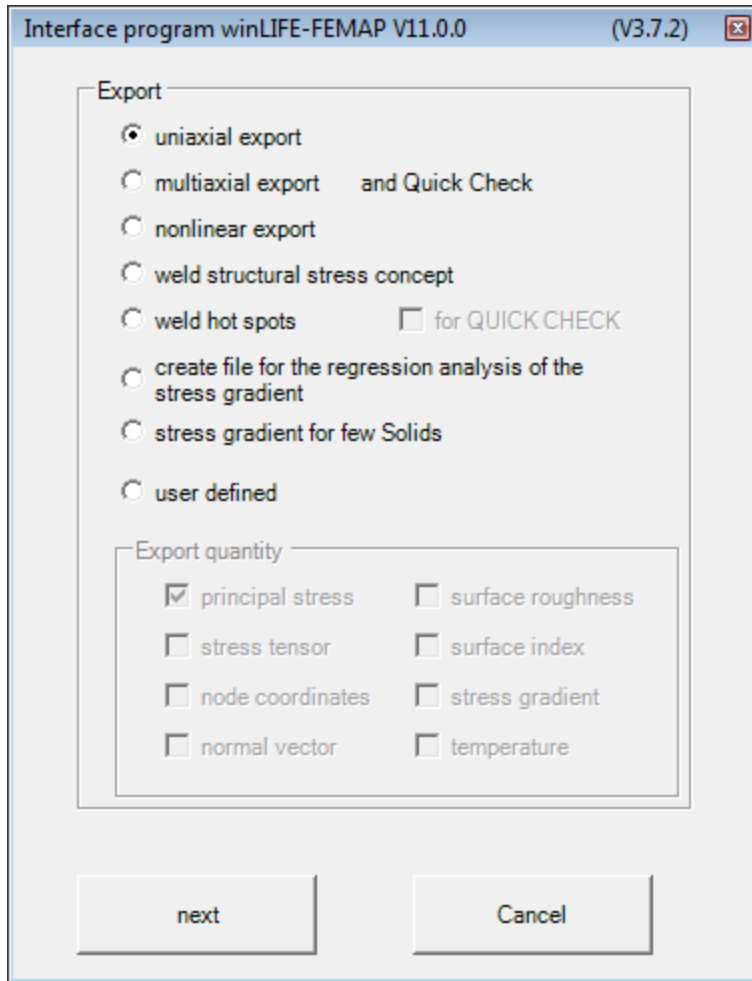 Interface program winLIFE-FEMAP V11.0.0 (V3.7.2)
Export
uniaxial export
multiaxial export and Quick Check
nonlinear export
weld structural stress concept
weld hot spots for QUICK CHECK
create file for the regression analysis of the
stress gradient
stress gradient for few Solids
user defined
Export quantity
principal stress surface roughness
stress tensor surface index
node coordinates stress gradient
normal vector temperature
next Cancel